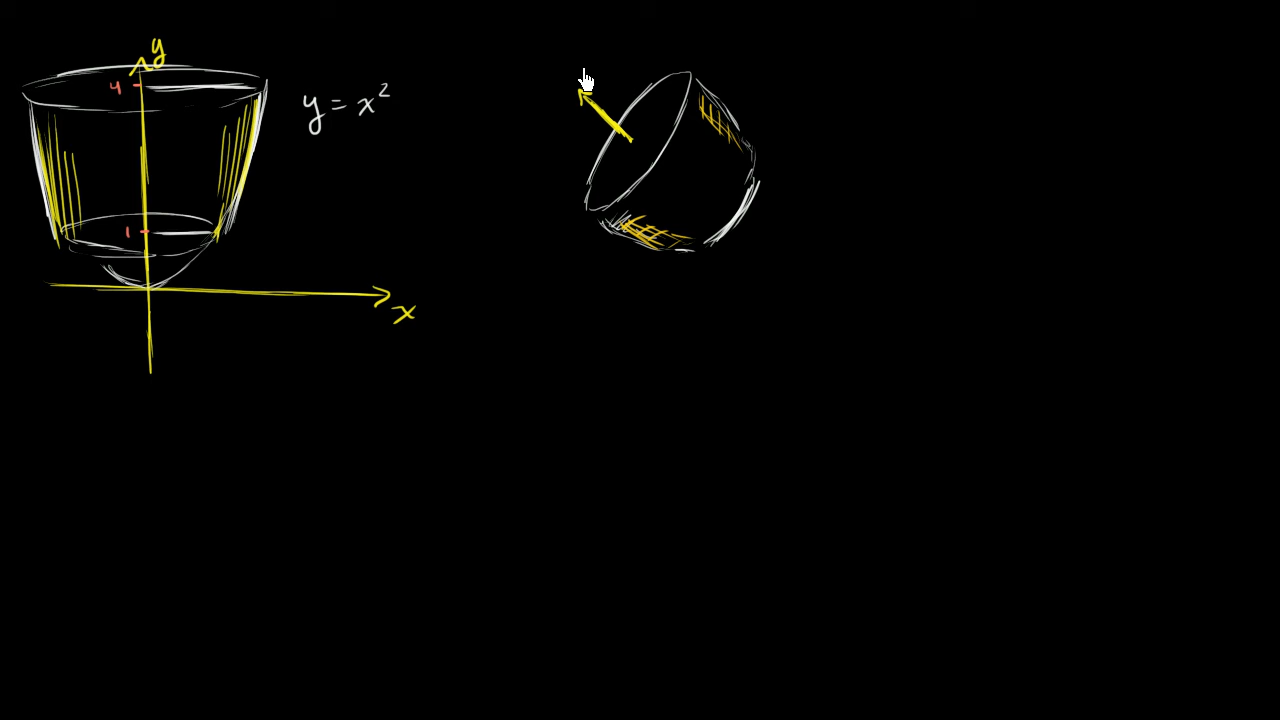 y
4
y = x²
1
x